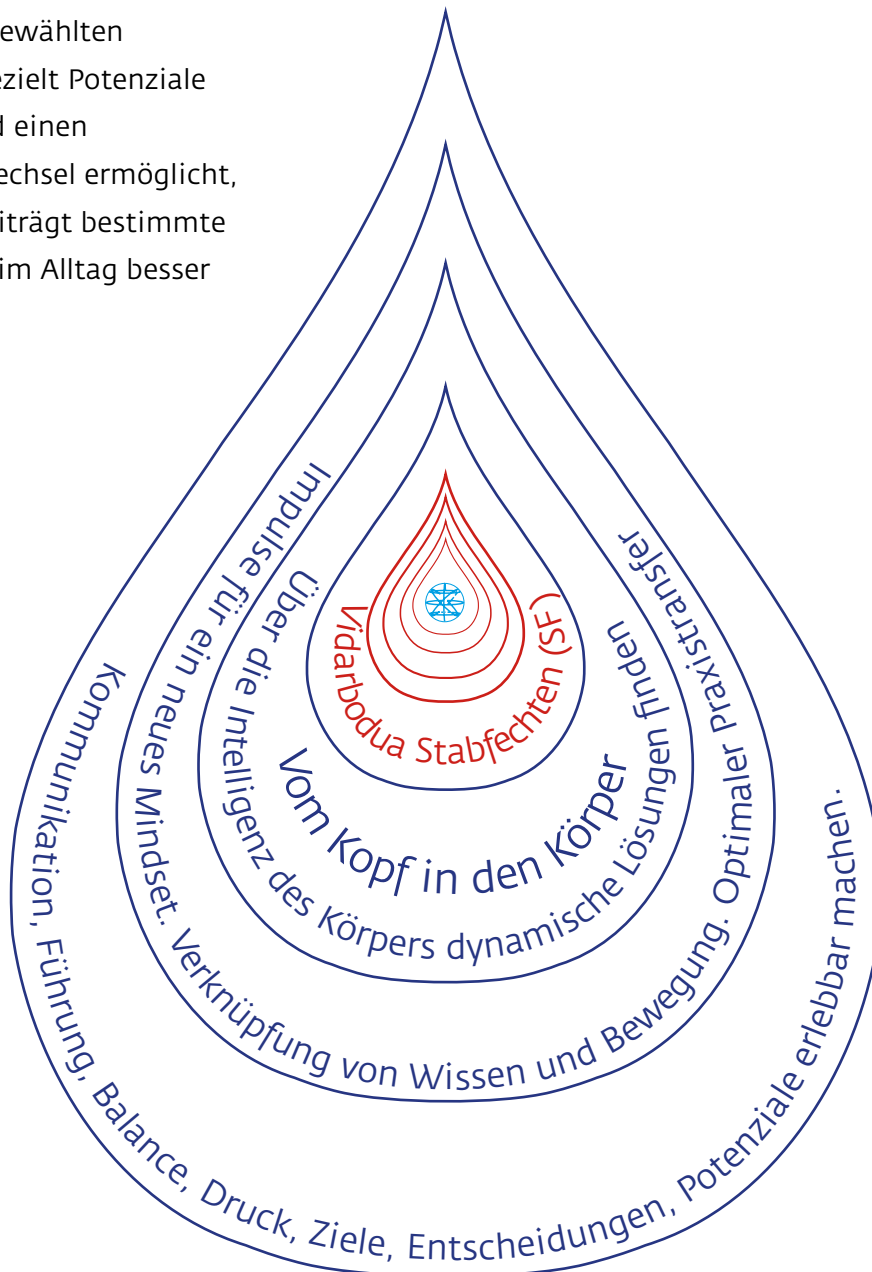 ewählten
ezielt Potenziale
d einen
echsel ermöglicht,
iträgt bestimmte
im Alltag besser
Vidarbodua Stabfechten (SF)
Vom Kopf in den Körper
Über die Intelligenz des Körpers dynamische Lösungen finden
Impulse für ein neues Mindset. Verknüpfung von Wissen und Bewegung. Optimaler Praxistransfer
Kommunikation, Führung, Balance, Druck, Ziele, Entscheidungen, Potenziale erlebbar machen.